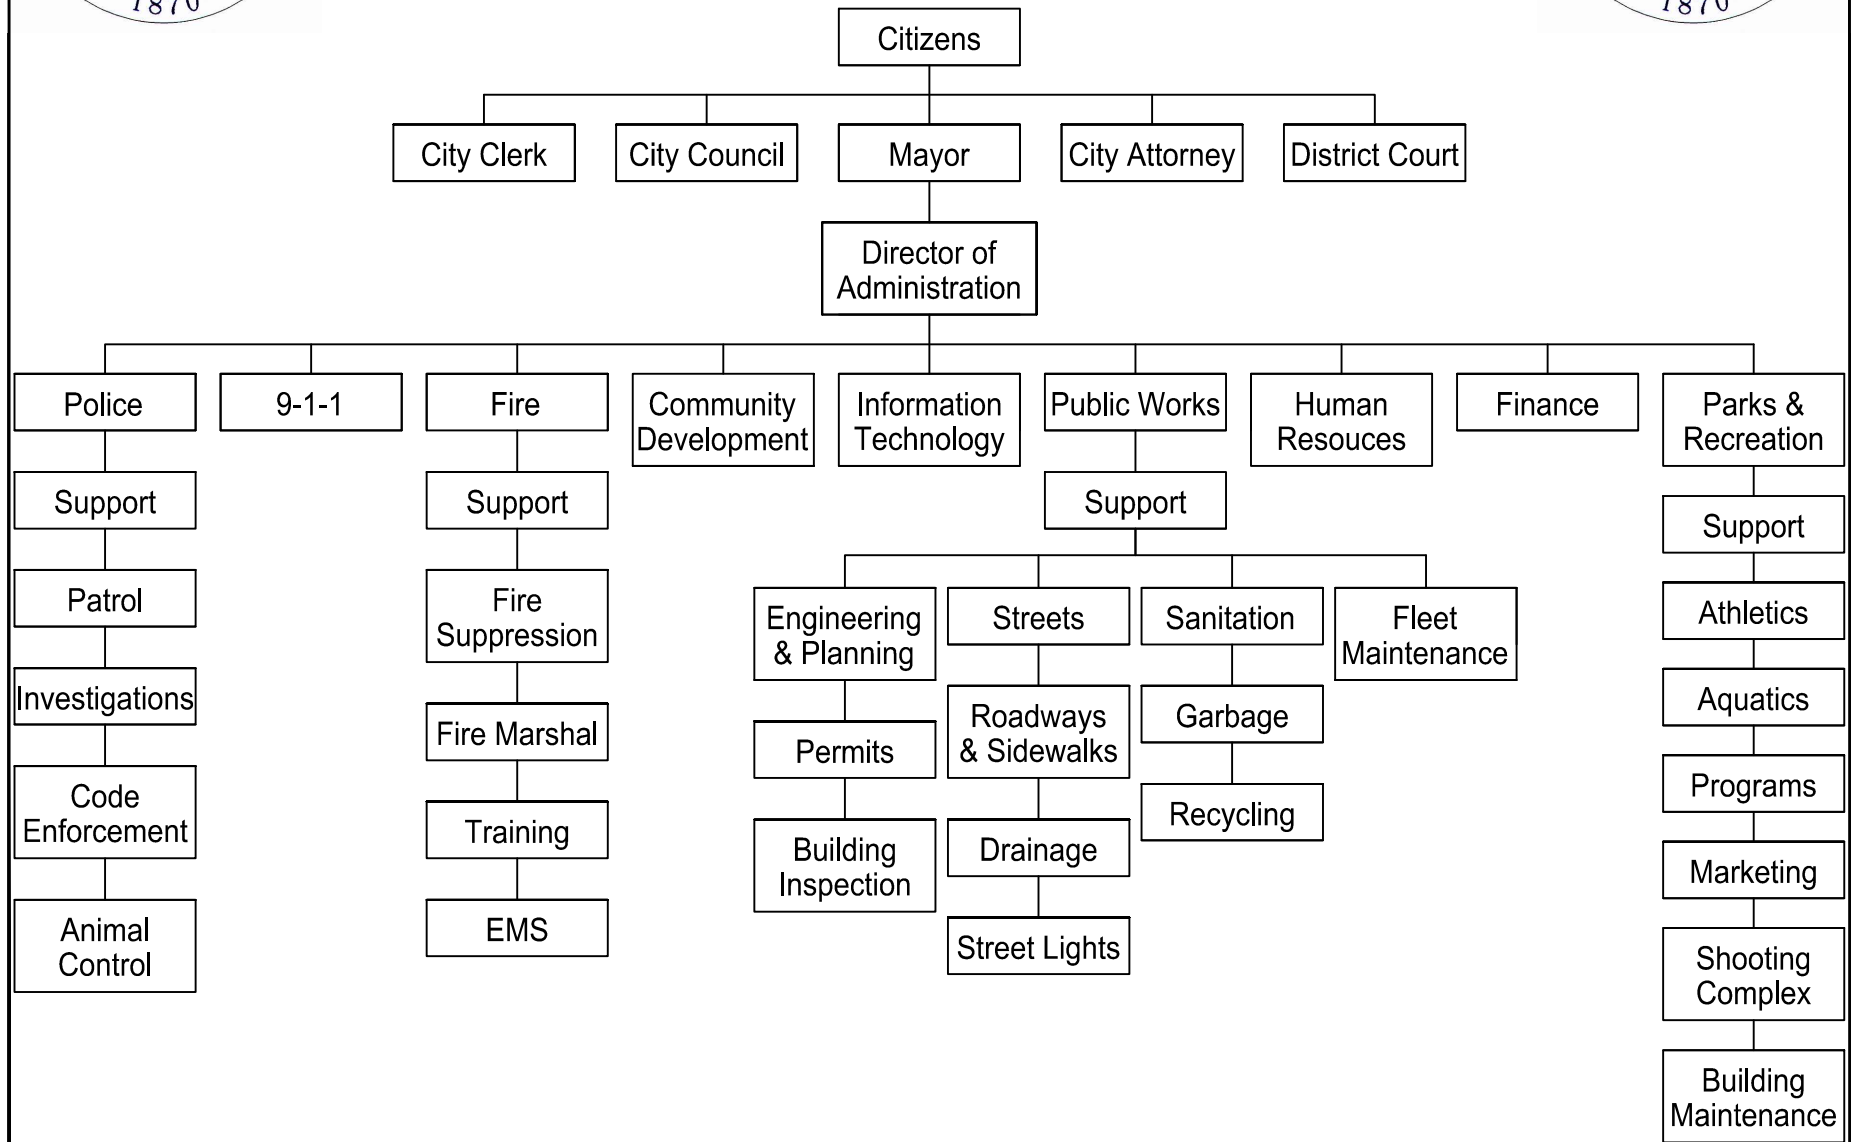 1870
1870
Citizens
City Clerk
City Council
Mayor
City Attorney
District Court
Director of
Administration
Police
9-1-1
Fire
Community
Development
Information
Technology
Public Works
Human
Resouces
Finance
Parks &
Recreation
Support
Patrol
Investigations
Code
Enforcement
Animal
Control
Support
Fire
Suppression
Fire Marshal
Training
EMS
Support
Engineering
& Planning
Permits
Building
Inspection
Streets
Roadways
& Sidewalks
Drainage
Street Lights
Sanitation
Garbage
Recycling
Fleet
Maintenance
Support
Athletics
Aquatics
Programs
Marketing
Shooting
Complex
Building
Maintenance